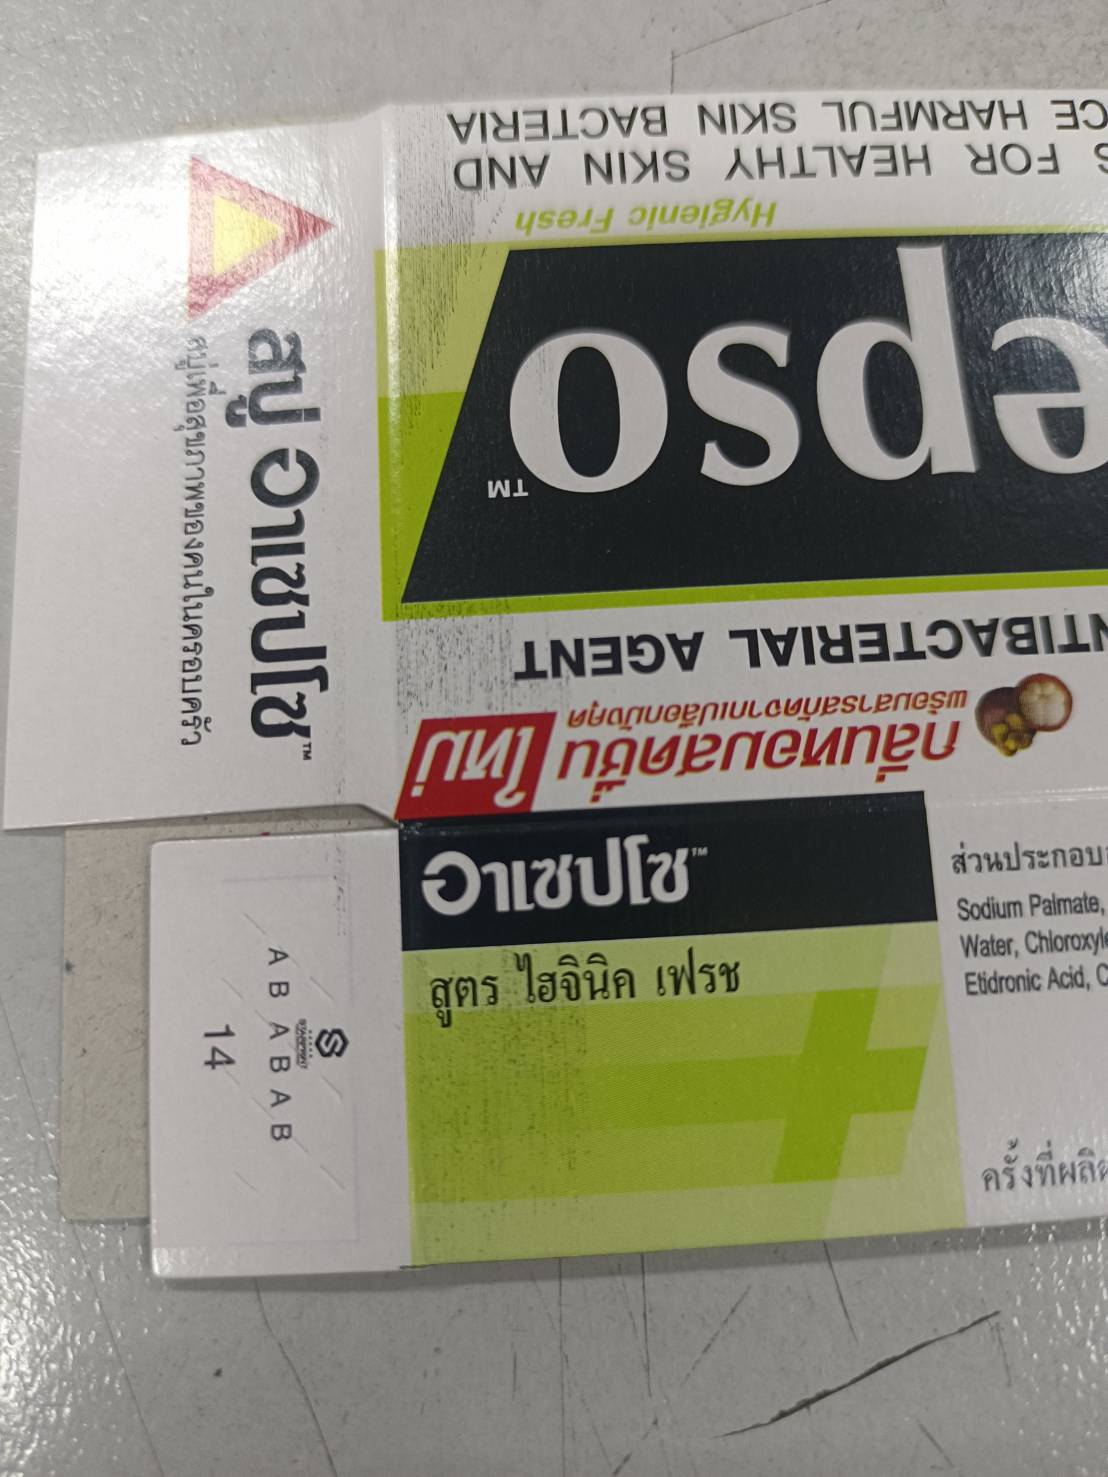 CE HARMFUL SKIN BACTERIA
S FOR HEALTHY SKIN AND
Hygienic Fresh
epso™
NTIBACTERIAL AGENT
พร้อมสารสกัดจากเปลือกมังคุด
กลิ่นหอมสดชื่น ใหม่
สบู่ อาเซปโซ™
สบู่เพื่อสุขภาพของคนในครอบครัว
อาเซปโซ™
สูตร ไฮจินิค เฟรช
ส่วนประกอบ
Sodium Palmate,
Water, Chloroxyle
Etidronic Acid, C
ครั้งที่ผลิต
S
STARPRINT
A B A B A B
14